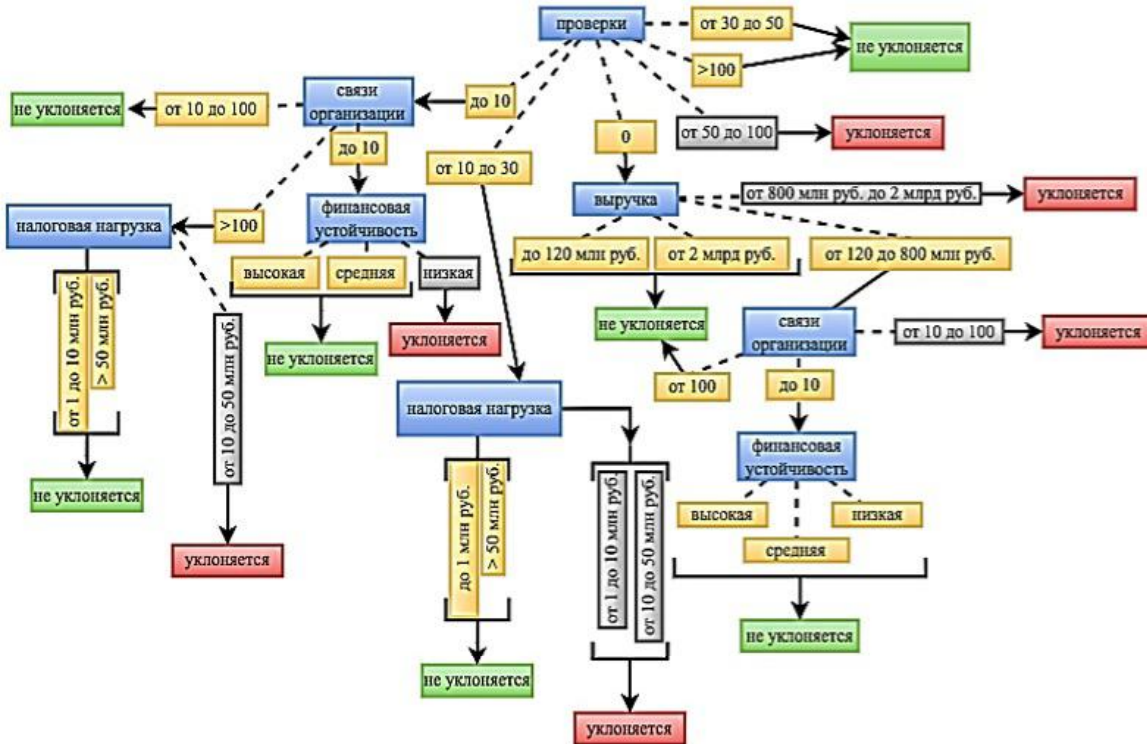 проверки
от 30 до 50
не уклоняется
>100
не уклоняется
от 10 до 100
связи
организации
до 10
0
от 50 до 100
уклоняется
до 10
от 10 до 30
выручка
от 800 млн руб. до 2 млрд руб.
уклоняется
налоговая нагрузка
>100
финансовая
устойчивость
до 120 млн руб.
от 2 млрд руб.
от 120 до 800 млн руб.
высокая
средняя
низкая
не уклоняется
связи
организации
от 10 до 100
уклоняется
уклоняется
не уклоняется
от 1 до 10 млн руб.
> 50 млн руб.
от 10 до 50 млн руб.
от 100
до 10
налоговая нагрузка
финансовая
устойчивость
не уклоняется
до 1 млн руб.
> 50 млн руб.
от 1 до 10 млн руб.
от 10 до 50 млн руб.
высокая
низкая
средняя
уклоняется
не уклоняется
не уклоняется
уклоняется